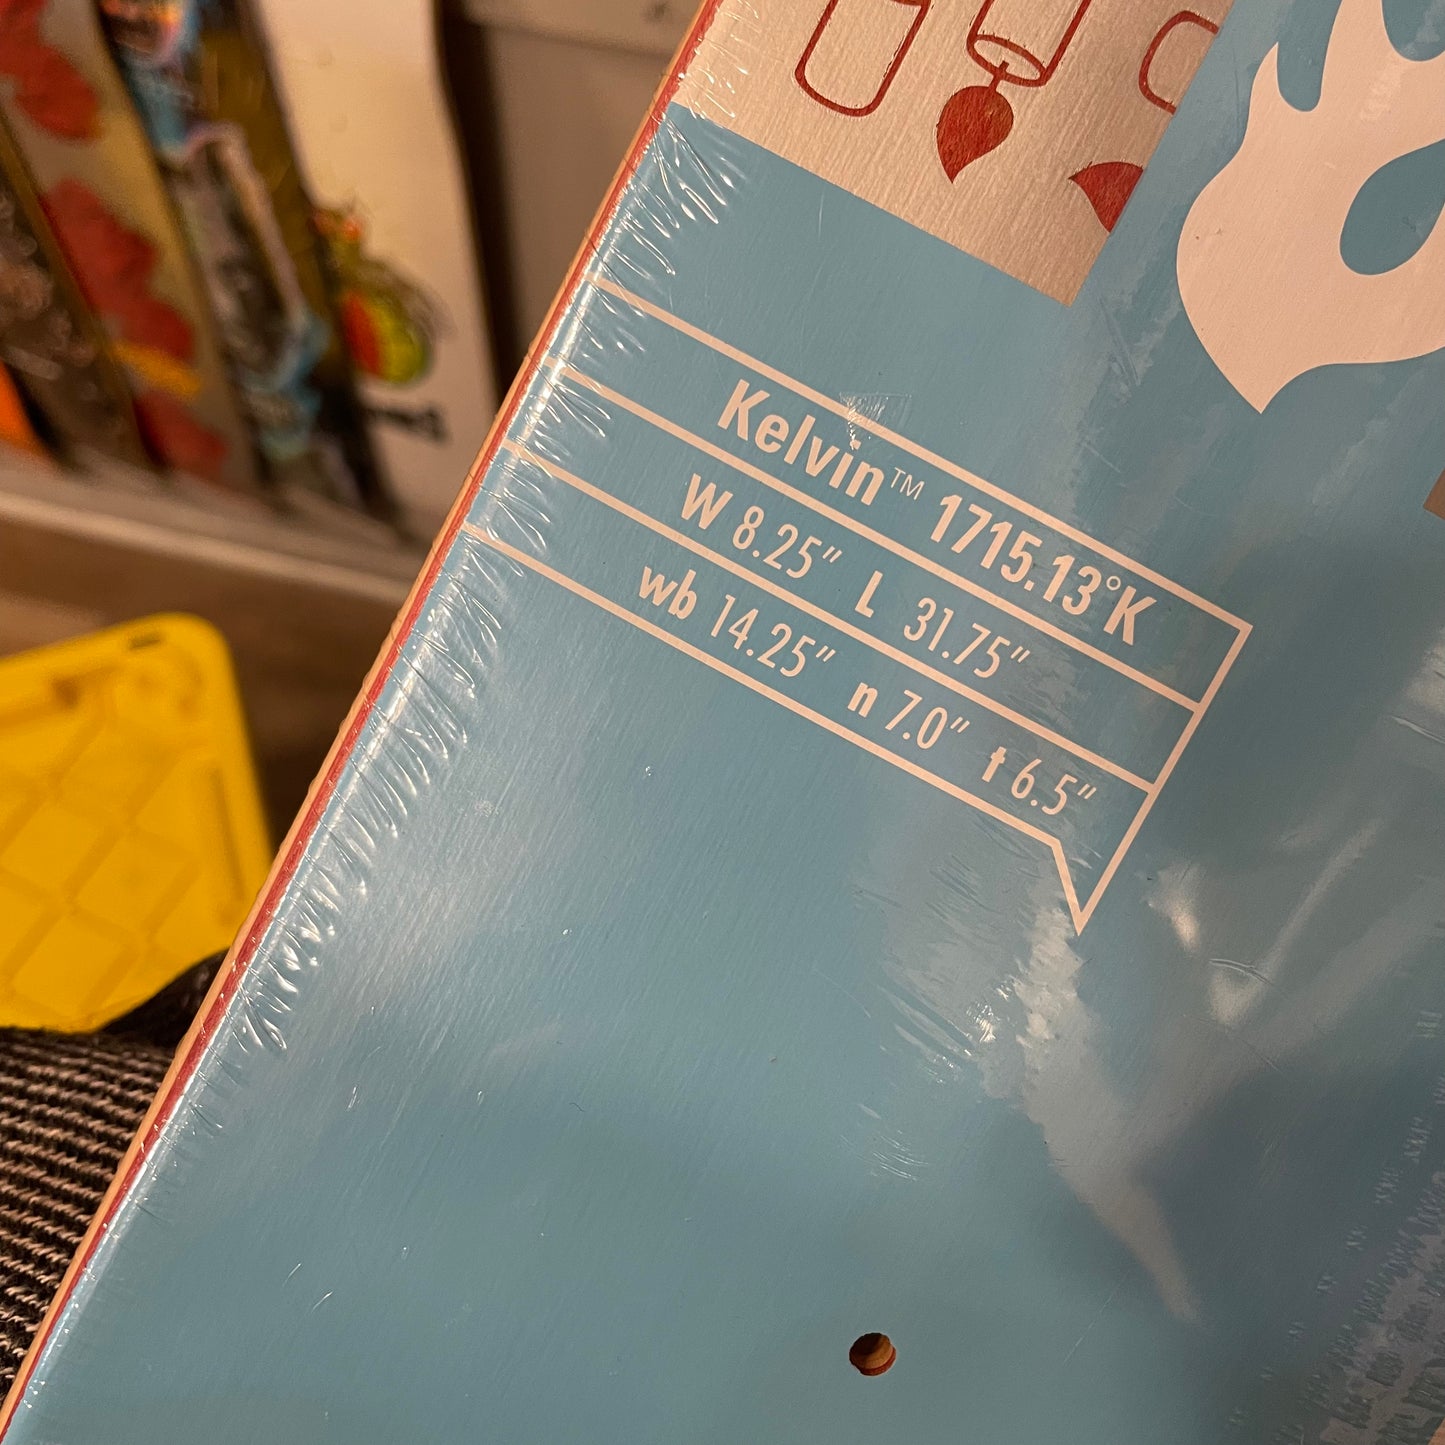 Kelvin™ 1715.13°K
W 8.25" L 31.75"
wb 14.25" n 7.0" t 6.5"